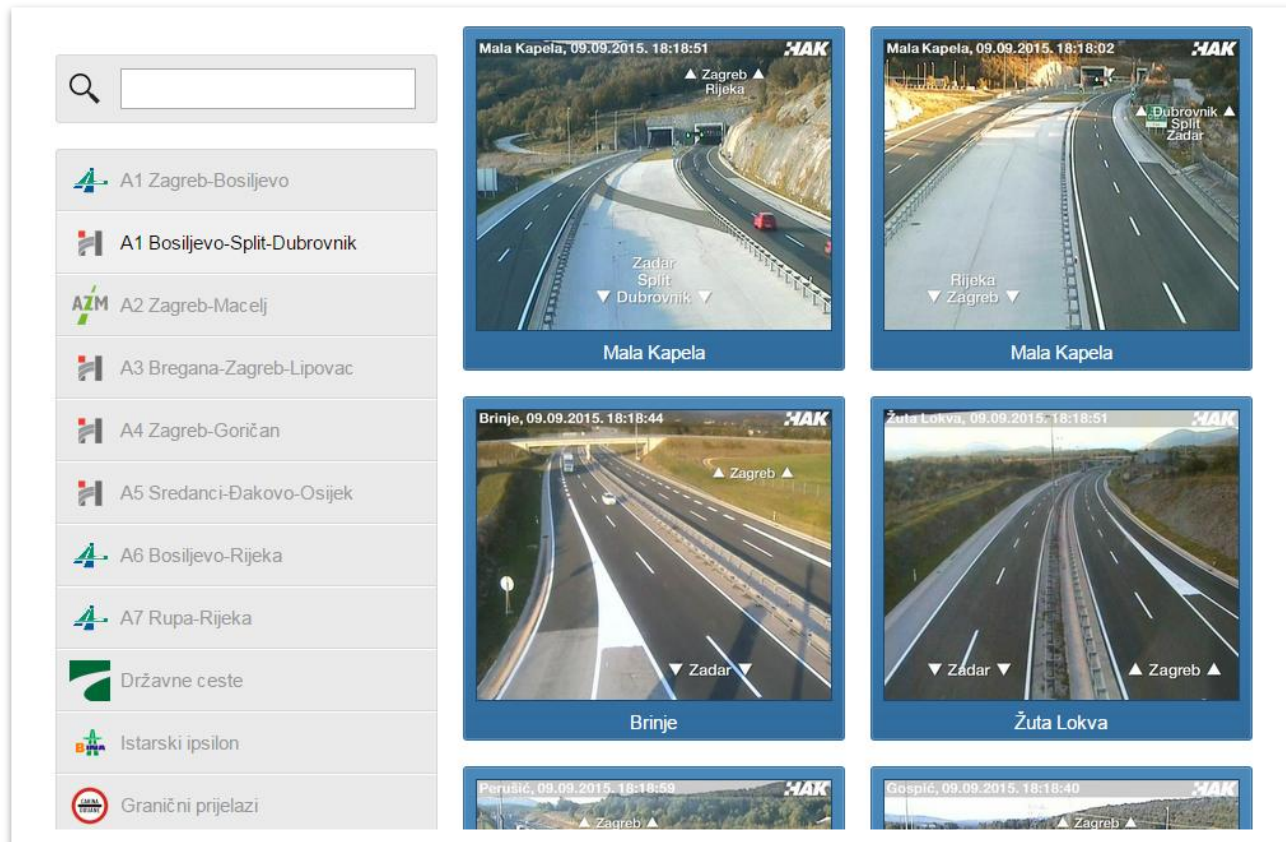 A1 Zagreb-Bosiljevo
A1 Bosiljevo-Split-Dubrovnik
AZM
A2 Zagreb-Macelj
A3 Bregana-Zagreb-Lipovac
A4 Zagreb-Goričan
A5 Sredanci-Đakovo-Osijek
A6 Bosiljevo-Rijeka
A7 Rupa-Rijeka
Državne ceste
BINA
Istarski ipsilon
CARINA
DOUANE
Granični prijelazi
Mala Kapela, 09.09.2015. 18:18:51
HAK
▲ Zagreb ▲
Rijeka
Zadar
Split
▼ Dubrovnik ▼
Mala Kapela
Mala Kapela, 09.09.2015. 18:18:02
HAK
▲ Dubrovnik ▲
Split
Zadar
Rijeka
▼ Zagreb ▼
Mala Kapela
Brinje, 09.09.2015. 18:18:44
HAK
▲ Zagreb ▲
▼ Zadar ▼
Brinje
Žuta Lokva, 09.09.2015. 18:18:51
HAK
▼ Zadar ▼
▲ Zagreb ▲
Žuta Lokva
Perušić, 09.09.2015. 18:18:59
HAK
▲ Zagreb ▲
Gospić, 09.09.2015. 18:18:40
HAK
▲ Zagreb ▲